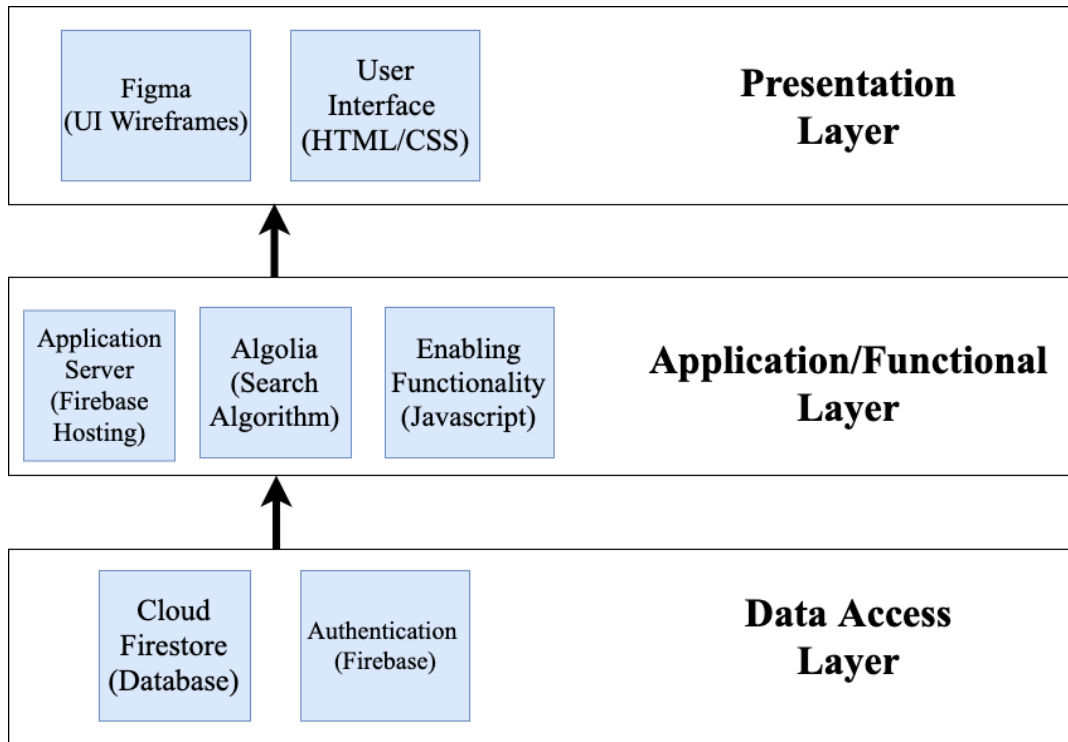 Figma
(UI Wireframes)
User
Interface
(HTML/CSS)
Presentation
Layer
Application
Server
(Firebase
Hosting)
Algolia
(Search
Algorithm)
Enabling
Functionality
(Javascript)
Application/Functional
Layer
Cloud
Firestore
(Database)
Authentication
(Firebase)
Data Access
Layer